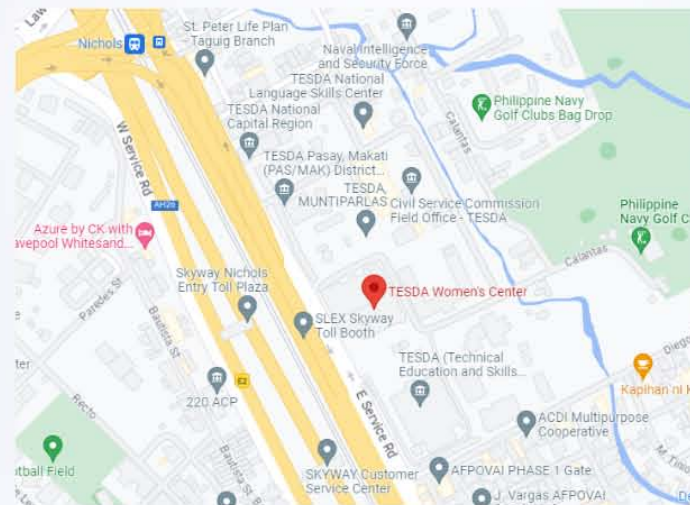 Law
Nichols
St. Peter Life Plan -
Taguig Branch
Naval Intelligence
and Security Force
TESDA National
Language Skills Center
TESDA National
Capital Region
Philippine Navy
Golf Clubs Bag Drop
Calantas
W Service Rd
TESDA Pasay, Makati
(PAS/MAK) District...
TESDA,
MUNTIPARLAS
Civil Service Commission
Field Office - TESDA
AH26
Philippine
Navy Golf C
Azure by CK with
avepool Whitesand...
Calantas
Paredes St
Skyway Nichols
Entry Toll Plaza
TESDA Women's Center
SLEX Skyway
Toll Booth
Bautista St
Diego
TESDA (Technical
Education and Skills...
E2
220 ACP
Kapihan ni K
Recto
E Service Rd
ACDI Multipurpose
Cooperative
Bautista St
SKYWAY Customer
Service Center
AFPOVAI PHASE 1 Gate
J. Vargas AFPOVAI